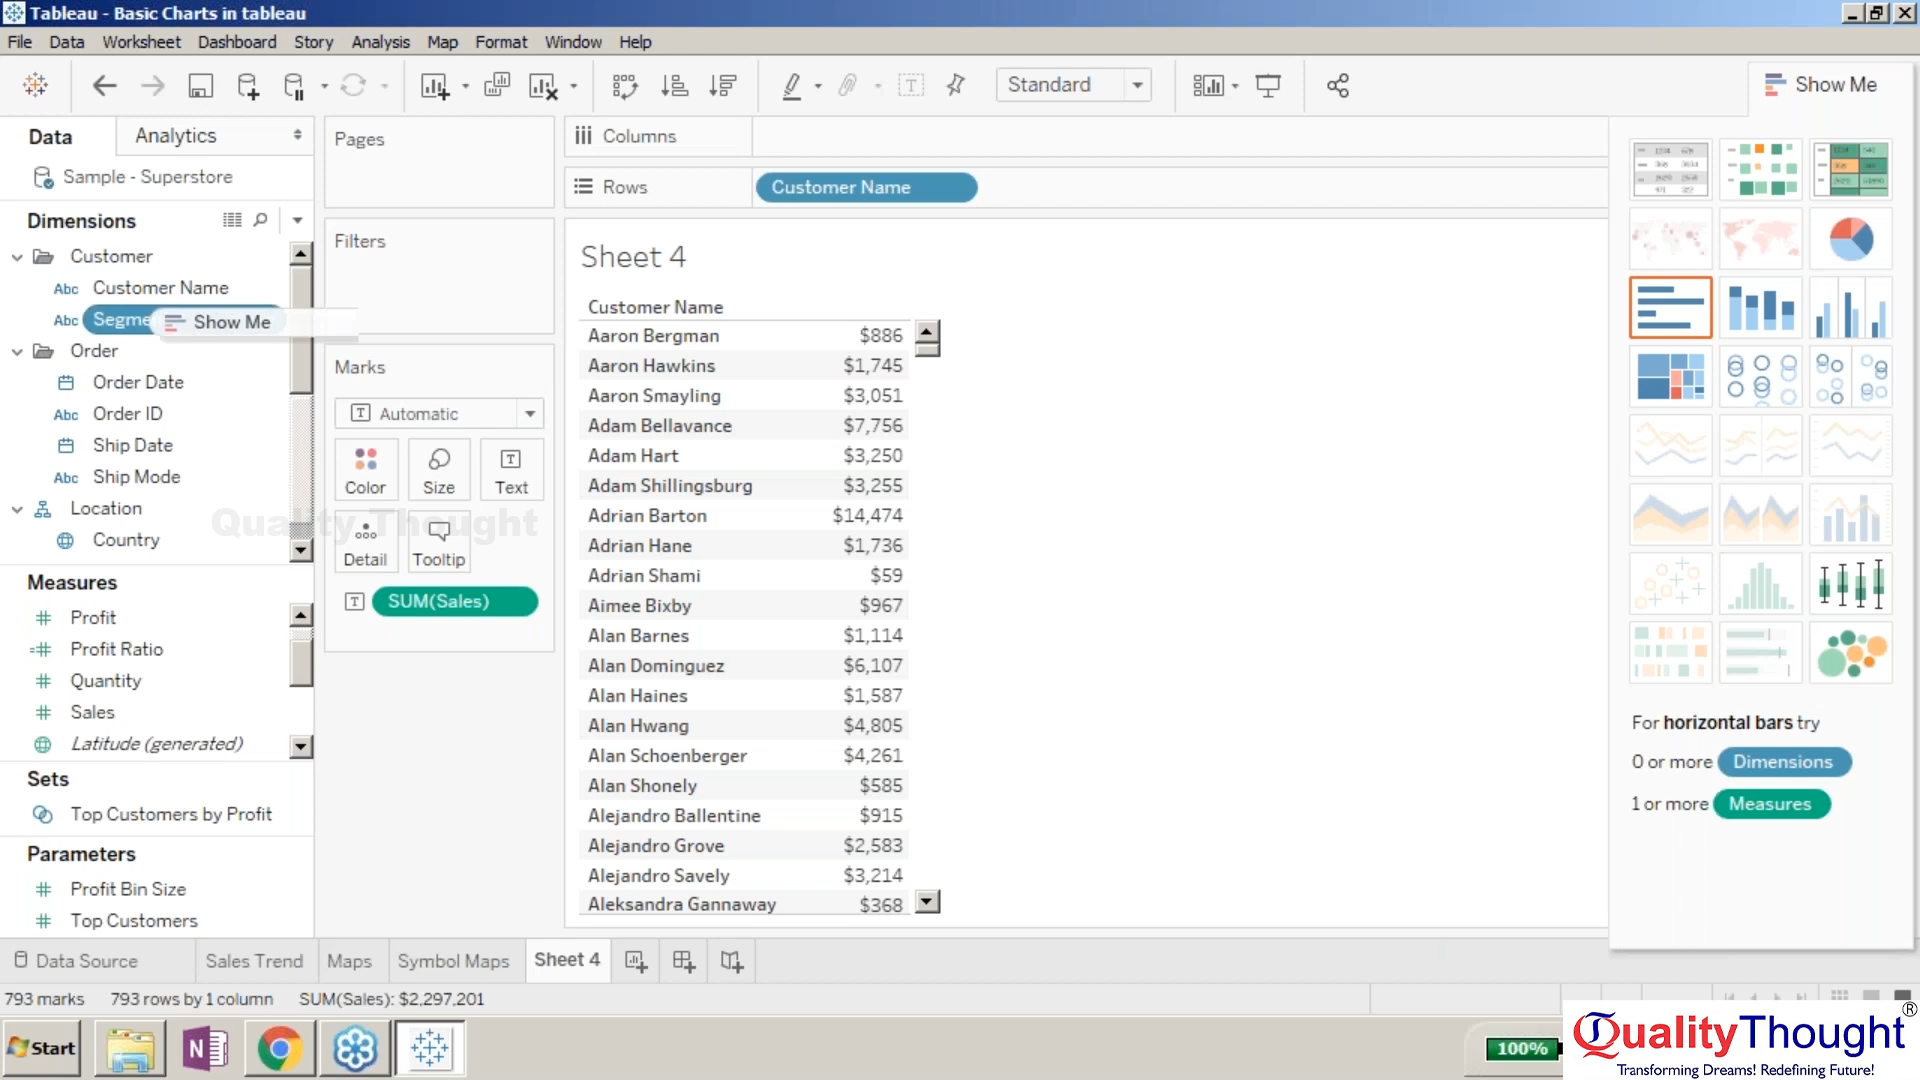 Tableau - Basic Charts in tableau
File Data Worksheet Dashboard Story Analysis Map Format Window Help
Standard
Show Me
Data
Analytics
Sample - Superstore
Dimensions
Customer
Abc Customer Name
Abc Segme
Show Me
Order
Order Date
Abc Order ID
Ship Date
Abc Ship Mode
Location
Country
Measures
Profit
Profit Ratio
Quantity
Sales
Latitude (generated)
Sets
Top Customers by Profit
Parameters
Profit Bin Size
Top Customers
Pages
Filters
Marks
Automatic
Color Size Text
Detail Tooltip
SUM(Sales)
Quality Thought
Columns
Rows
Customer Name
Sheet 4
Customer Name
Aaron Bergman $886
Aaron Hawkins $1,745
Aaron Smayling $3,051
Adam Bellavance $7,756
Adam Hart $3,250
Adam Shillingsburg $3,255
Adrian Barton $14,474
Adrian Hane $1,736
Adrian Shami $59
Aimee Bixby $967
Alan Barnes $1,114
Alan Dominguez $6,107
Alan Haines $1,587
Alan Hwang $4,805
Alan Schoenberger $4,261
Alan Shonely $585
Alejandro Ballentine $915
Alejandro Grove $2,583
Alejandro Savely $3,214
Aleksandra Gannaway $368
For horizontal bars try
0 or more Dimensions
1 or more Measures
Data Source Sales Trend Maps Symbol Maps Sheet 4
793 marks 793 rows by 1 column SUM(Sales): $2,297,201
Start
100%
QualityThought®
Transforming Dreams! Redefining Future!